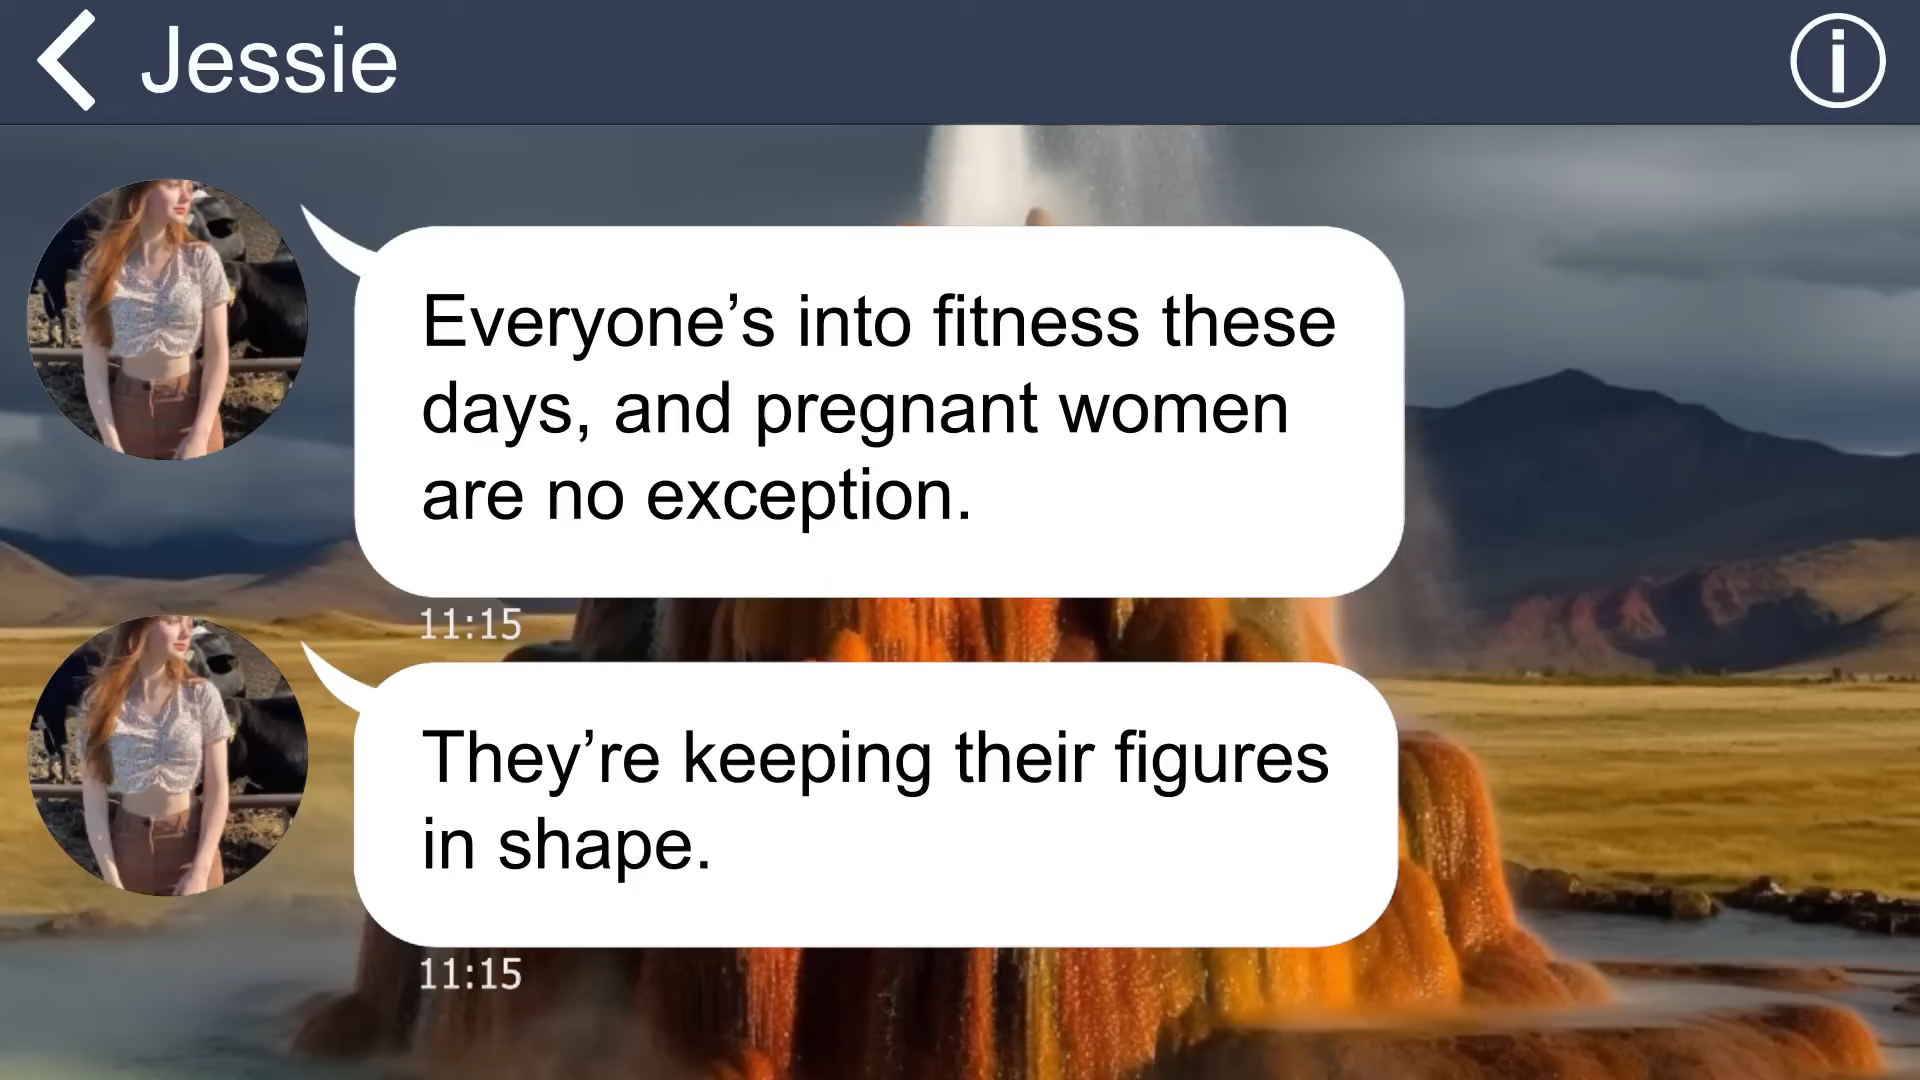 Jessie
Everyone’s into fitness these
days, and pregnant women
are no exception.
11:15
They’re keeping their figures
in shape.
11:15